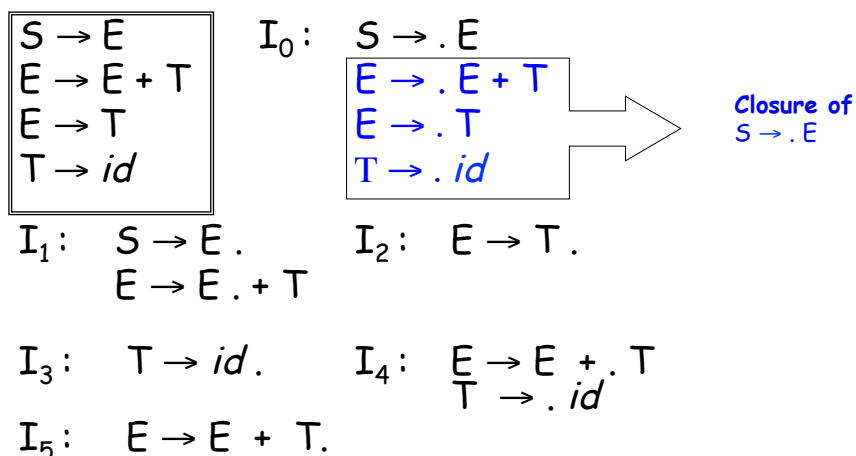 S → E
E → E + T
E → T
T → id
I₀: S → . E
E → . E + T
E → . T
T → . id
Closure of
S → . E
I₁: S → E .
E → E . + T
I₂: E → T .
I₃: T → id .
I₄: E → E + . T
T → . id
I₅: E → E + T.